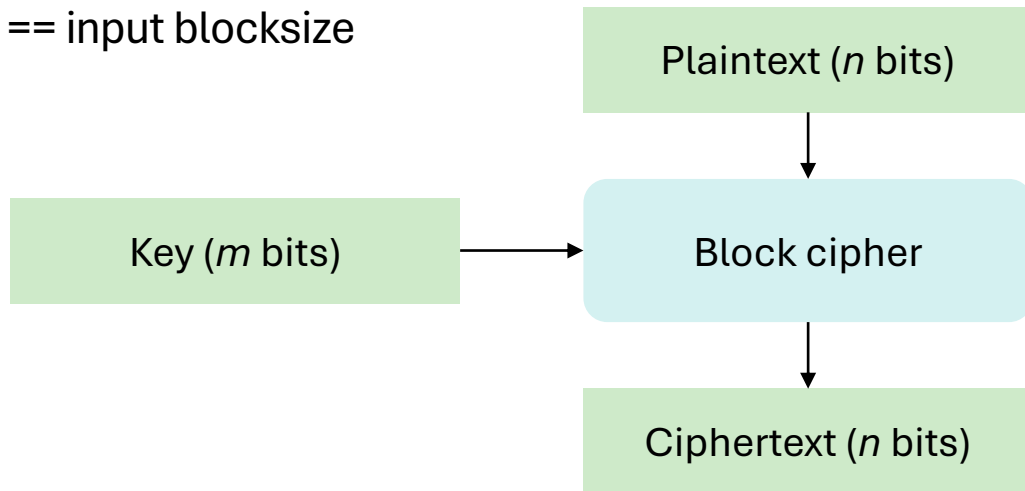 == input blocksize
Plaintext (n bits)
Key (m bits)
Block cipher
Ciphertext (n bits)